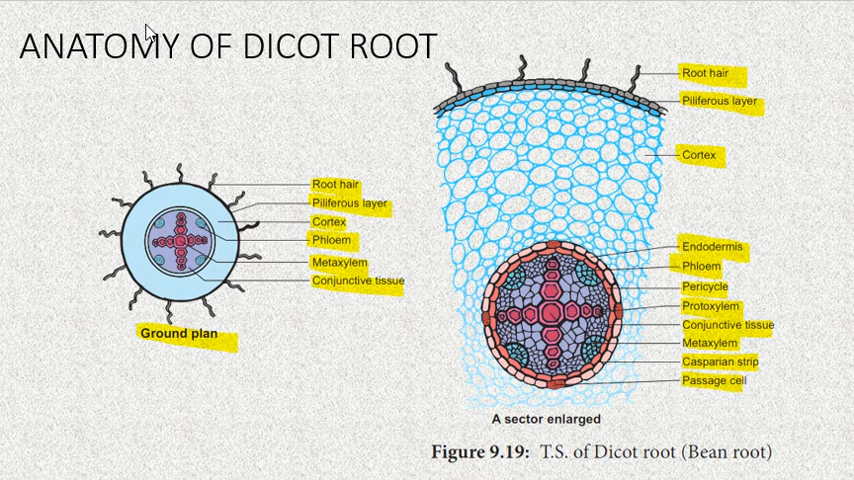 ANATOMY OF DICOT ROOT
Root hair
Piliferous layer
Cortex
Phloem
Metaxylem
Conjunctive tissue
Ground plan
Root hair
Piliferous layer
Cortex
Endodermis
Phloem
Pericycle
Protoxylem
Conjunctive tissue
Metaxylem
Casparian strip
Passage cell
A sector enlarged
Figure 9.19: T.S. of Dicot root (Bean root)